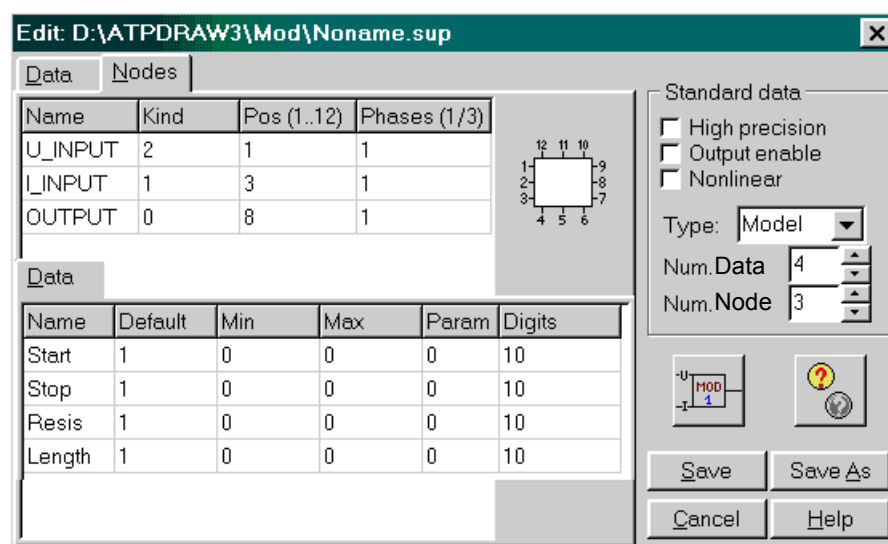 Edit: D:\ATPDRAW3\Mod\Noname.sup
Data Nodes
Name Kind Pos (1..12) Phases (1/3)
U_INPUT 2 1 1
I_INPUT 1 3 1
OUTPUT 0 8 1
12 11 10
1 9
2 8
3 7
4 5 6
Data
Name Default Min Max Param Digits
Start 1 0 0 0 10
Stop 1 0 0 0 10
Resis 1 0 0 0 10
Length 1 0 0 0 10
Standard data
High precision
Output enable
Nonlinear
Type: Model
Num.Data 4
Num.Node 3
-U
MOD
-I 1
?
?
Save Save As
Cancel Help